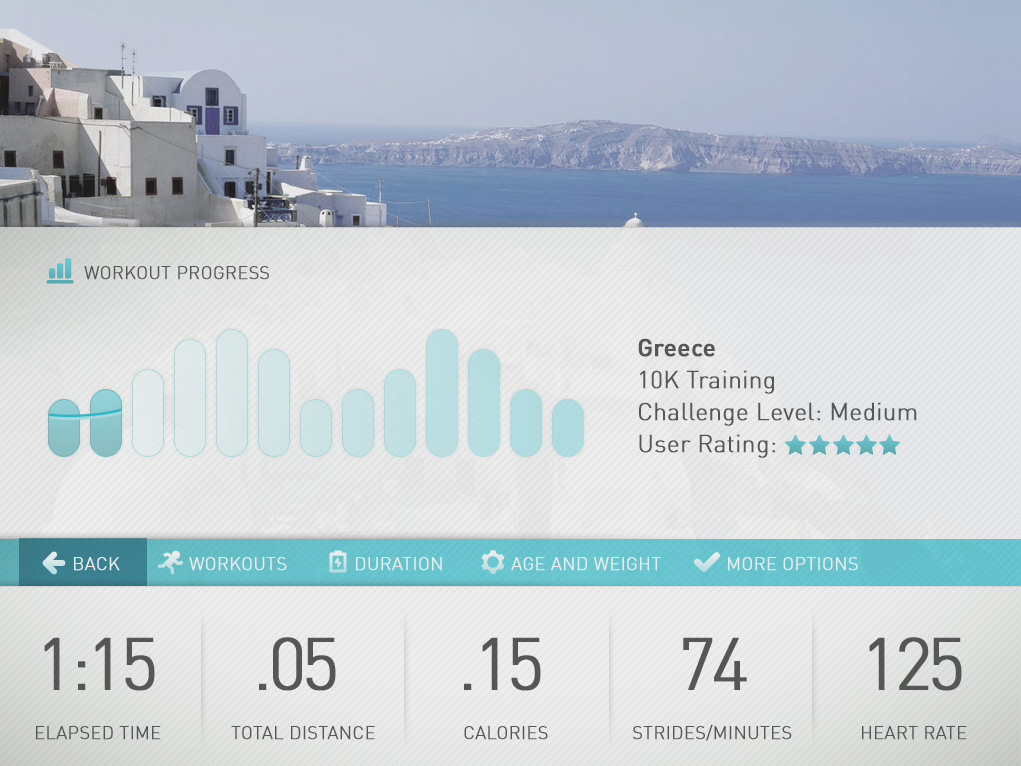 WORKOUT PROGRESS
Greece
10K Training
Challenge Level: Medium
User Rating:
BACK
WORKOUTS
DURATION
AGE AND WEIGHT
MORE OPTIONS
1:15
ELAPSED TIME
.05
TOTAL DISTANCE
.15
CALORIES
74
STRIDES/MINUTES
125
HEART RATE